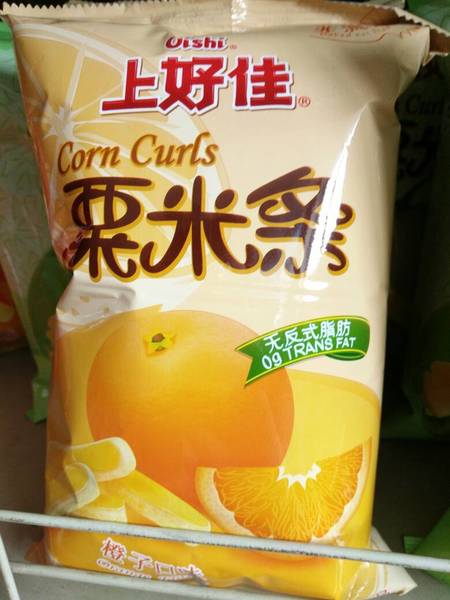 Oishi®
上好佳®
Corn Curls
粟米条
无反式脂肪
0g TRANS FAT
橙子口味